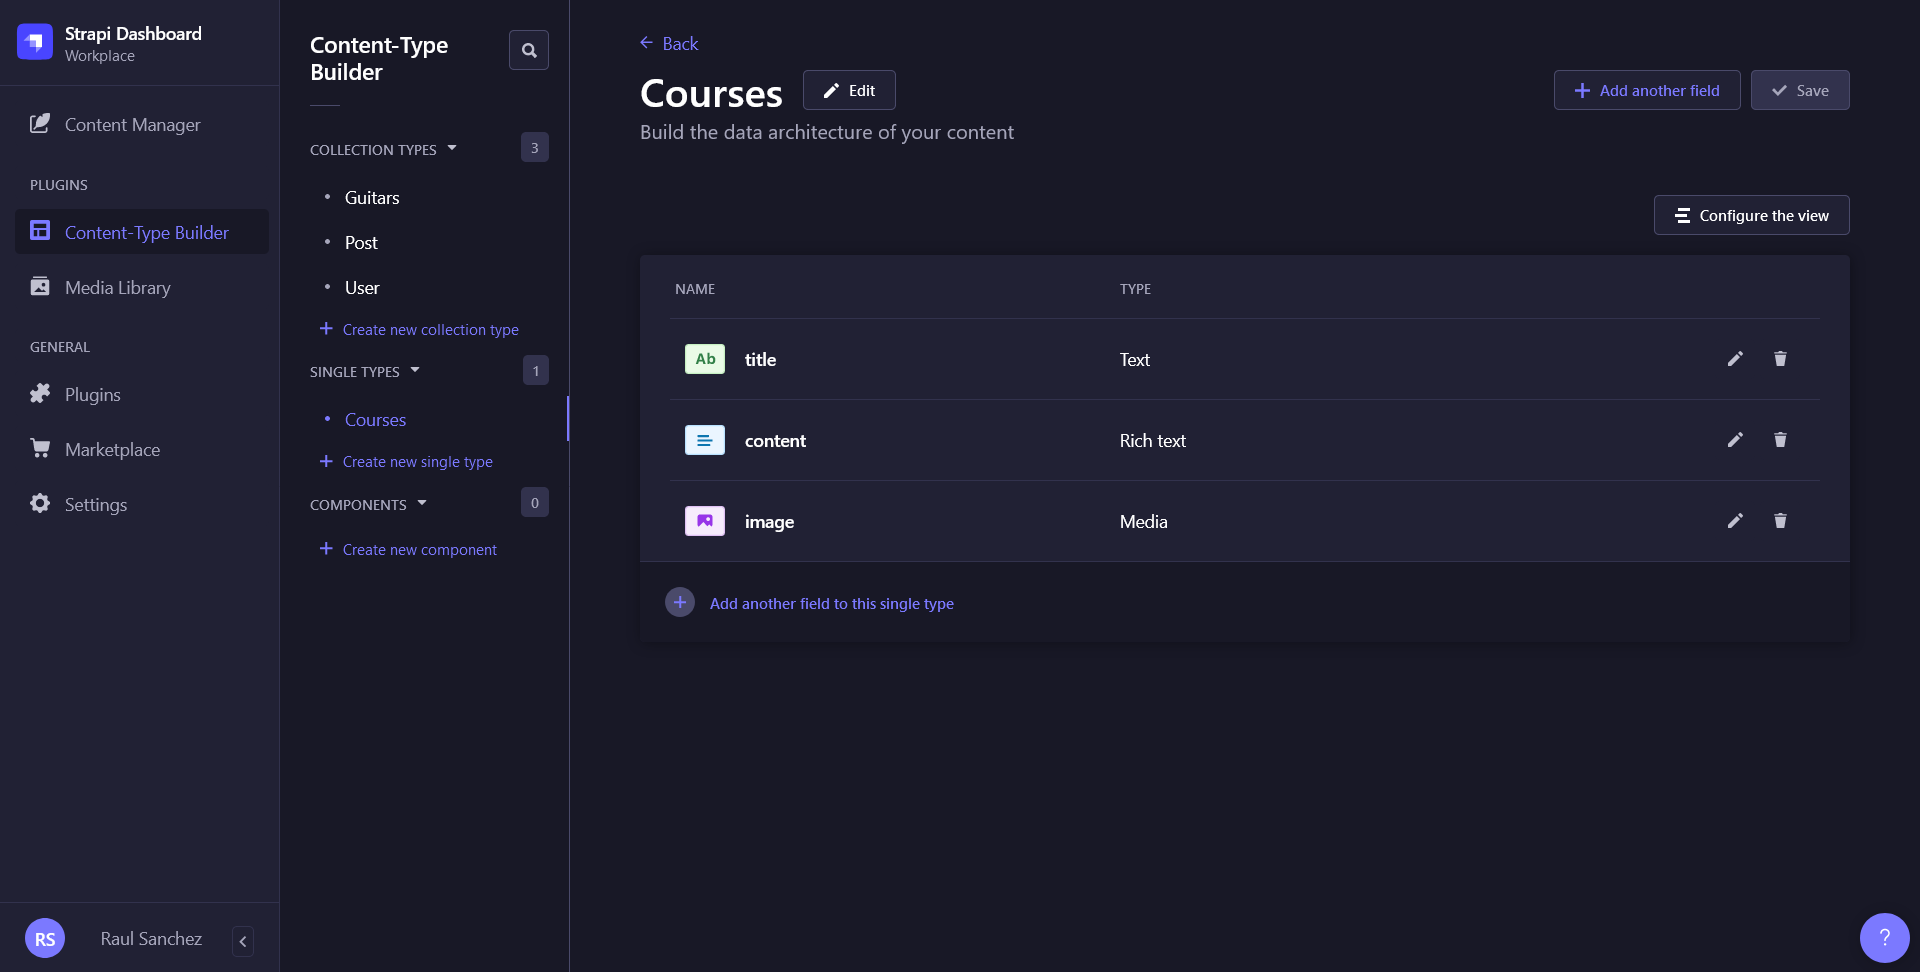 Strapi Dashboard
Workplace
Content Manager
PLUGINS
Content-Type Builder
Media Library
GENERAL
Plugins
Marketplace
Settings
RS
Raul Sanchez
Content-Type
Builder
COLLECTION TYPES
3
Guitars
Post
User
Create new collection type
SINGLE TYPES
1
Courses
Create new single type
COMPONENTS
0
Create new component
Back
Courses
Edit
Add another field
Save
Build the data architecture of your content
Configure the view
NAME TYPE
Ab title Text
content Rich text
image Media
Add another field to this single type
?